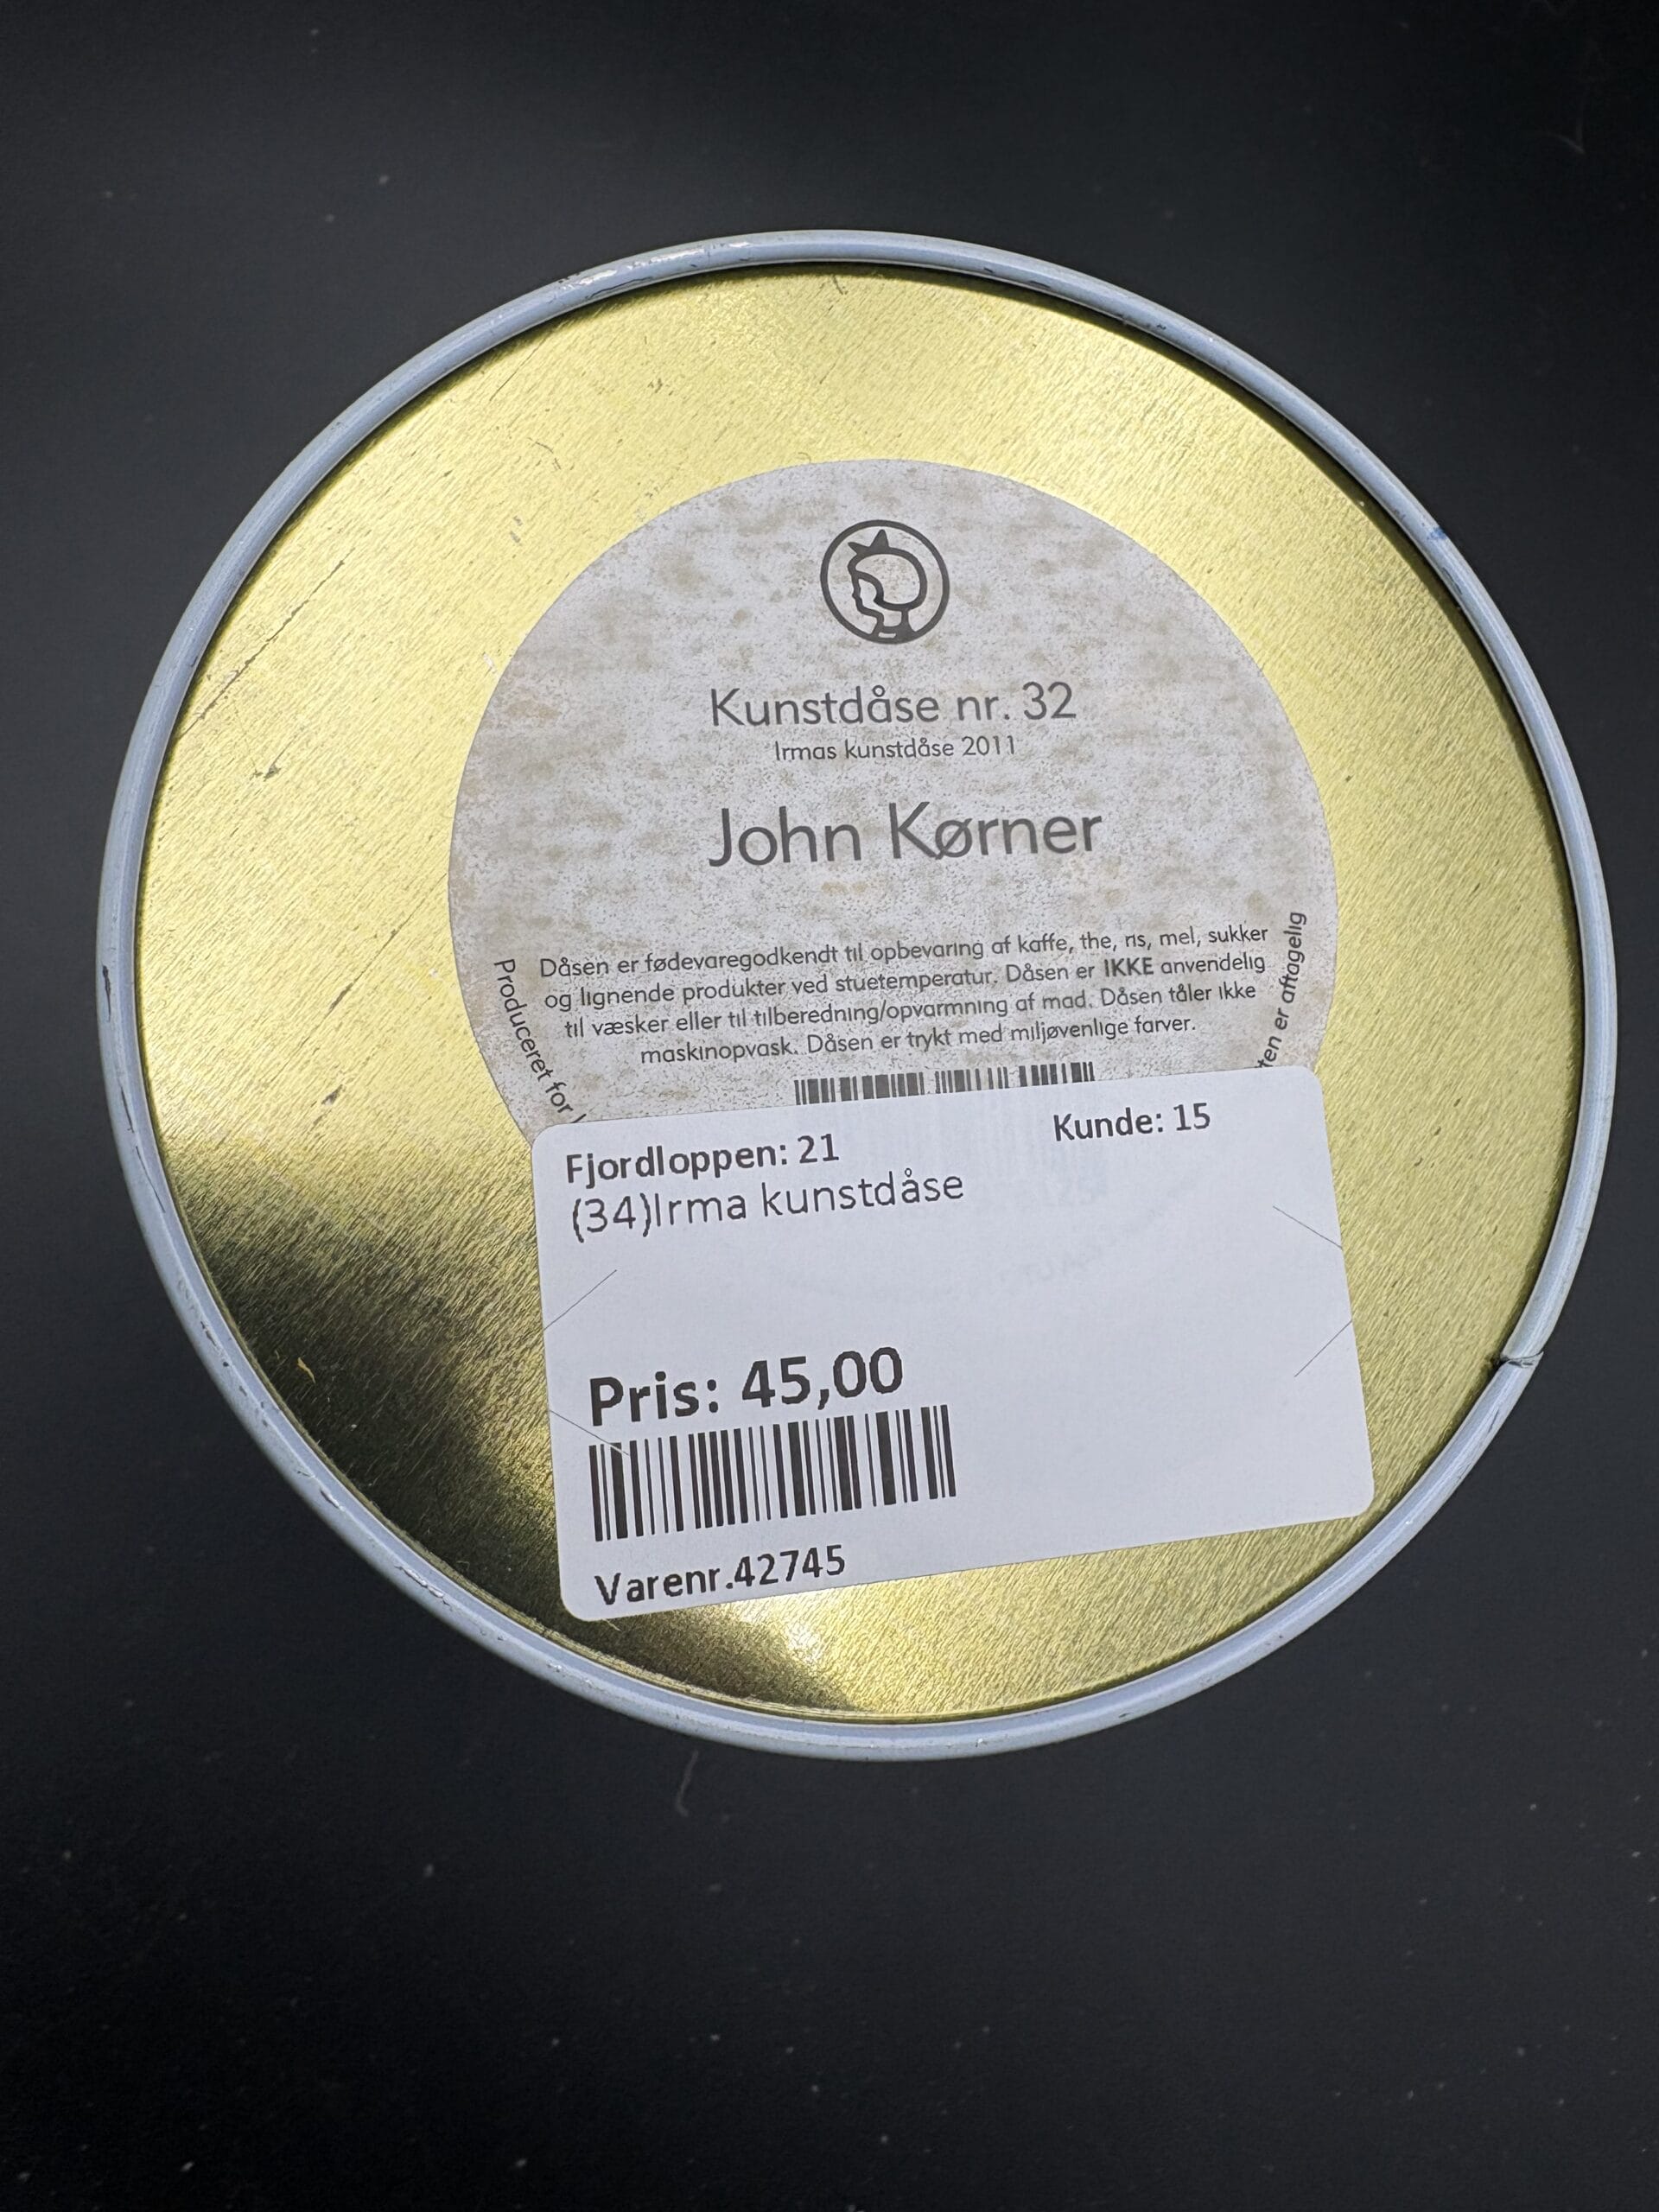 Kunstdåse nr. 32
Irmas kunstdåse 2011
John Kørner
Dåsen er fødevaregodkendt til opbevaring af kaffe, the, ris, mel, sukker
og lignende produkter ved stuetemperatur. Dåsen er IKKE anvendelig
til væsker eller til tilberedning/opvarmning af mad. Dåsen tåler ikke
maskinopvask. Dåsen er trykt med miljøvenlige farver.
Produceret for
er aftagelig
Fjordloppen: 21 Kunde: 15
(34)Irma kunstdåse
Pris: 45,00
Varenr.42745